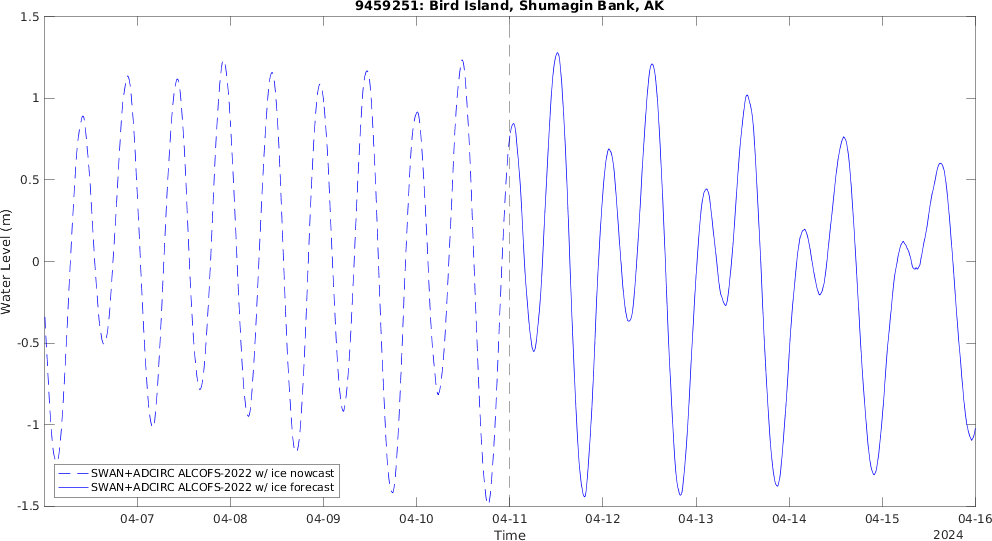 9459251: Bird Island, Shumagin Bank, AK
1.5
1
0.5
0
-0.5
-1
-1.5
Water Level (m)
SWAN+ADCIRC ALCOFS-2022 w/ ice nowcast
SWAN+ADCIRC ALCOFS-2022 w/ ice forecast
04-07 04-08 04-09 04-10 04-11 04-12 04-13 04-14 04-15 04-16
Time
2024